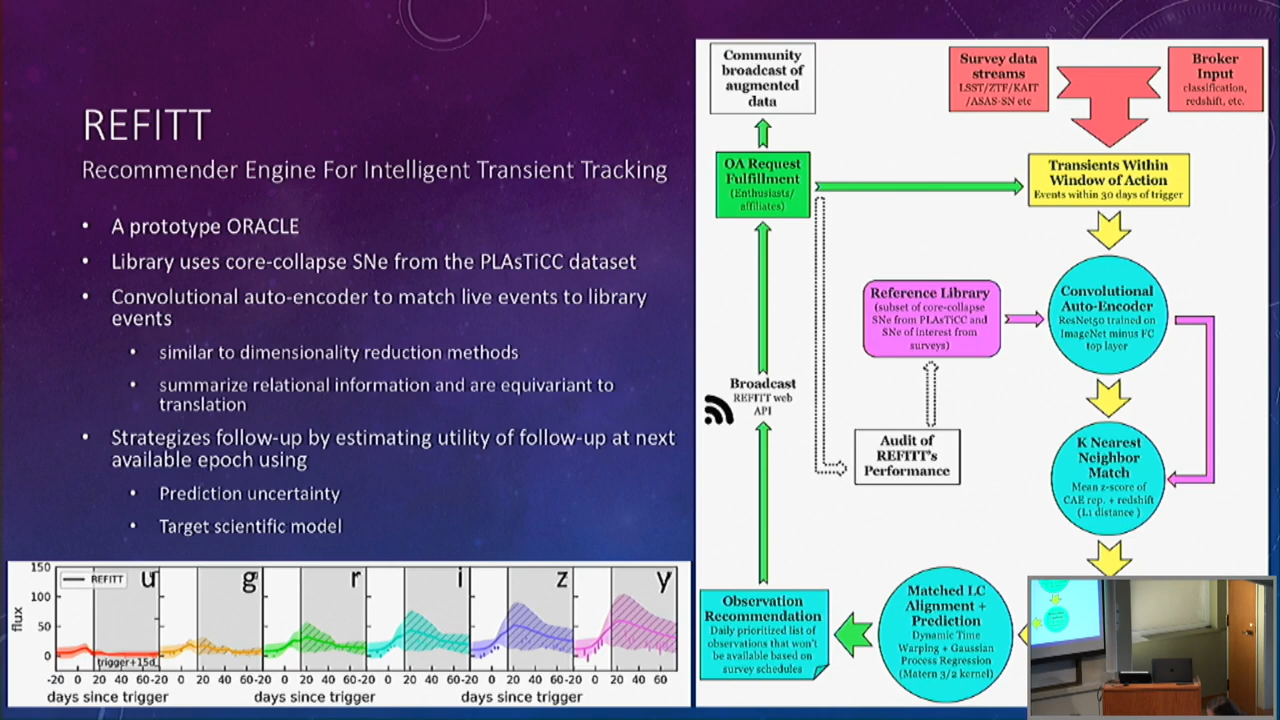 REFITT
Recommender Engine For Intelligent Transient Tracking
• A prototype ORACLE
• Library uses core-collapse SNe from the PLAsTiCC dataset
• Convolutional auto-encoder to match live events to library
events
• similar to dimensionality reduction methods
• summarize relational information and are equivariant to
translation
• Strategizes follow-up by estimating utility of follow-up at next
available epoch using
• Prediction uncertainty
• Target scientific model
150
100
50
0
flux
REFITT
u
g
r
i
z
y
trigger+15d
-20 0 20 40 60-20 0 20 40 60-20 0 20 40 60-20 0 20 40 60-20 0 20 40 60-20 0 20 40 60
days since trigger
days since trigger
days since trigger
Community
broadcast of
augmented
data
Survey data
streams
LSST/ZTF/KAIT
/ASAS-SN etc
Broker
Input
classification,
redshift, etc.
OA Request
Fulfillment
(Enthusiasts/
affiliates)
Transients Within
Window of Action
Events within 30 days of trigger
Reference Library
(subset of core-collapse
SNe from PLAsTiCC and
SNe of interest from
surveys)
Convolutional
Auto-Encoder
ResNet50 trained on
ImageNet minus FC
top layer
Broadcast
REFITT web
API
Audit of
REFITT's
Performance
K Nearest
Neighbor
Match
Mean z-score of
CAE rep. + redshift
(L1 distance )
Observation
Recommendation
Daily prioritized list of
observations that won't
be available based on
survey schedules
Matched LC
Alignment +
Prediction
Dynamic Time
Warping + Gaussian
Process Regression
(Matern 3/2 kernel)